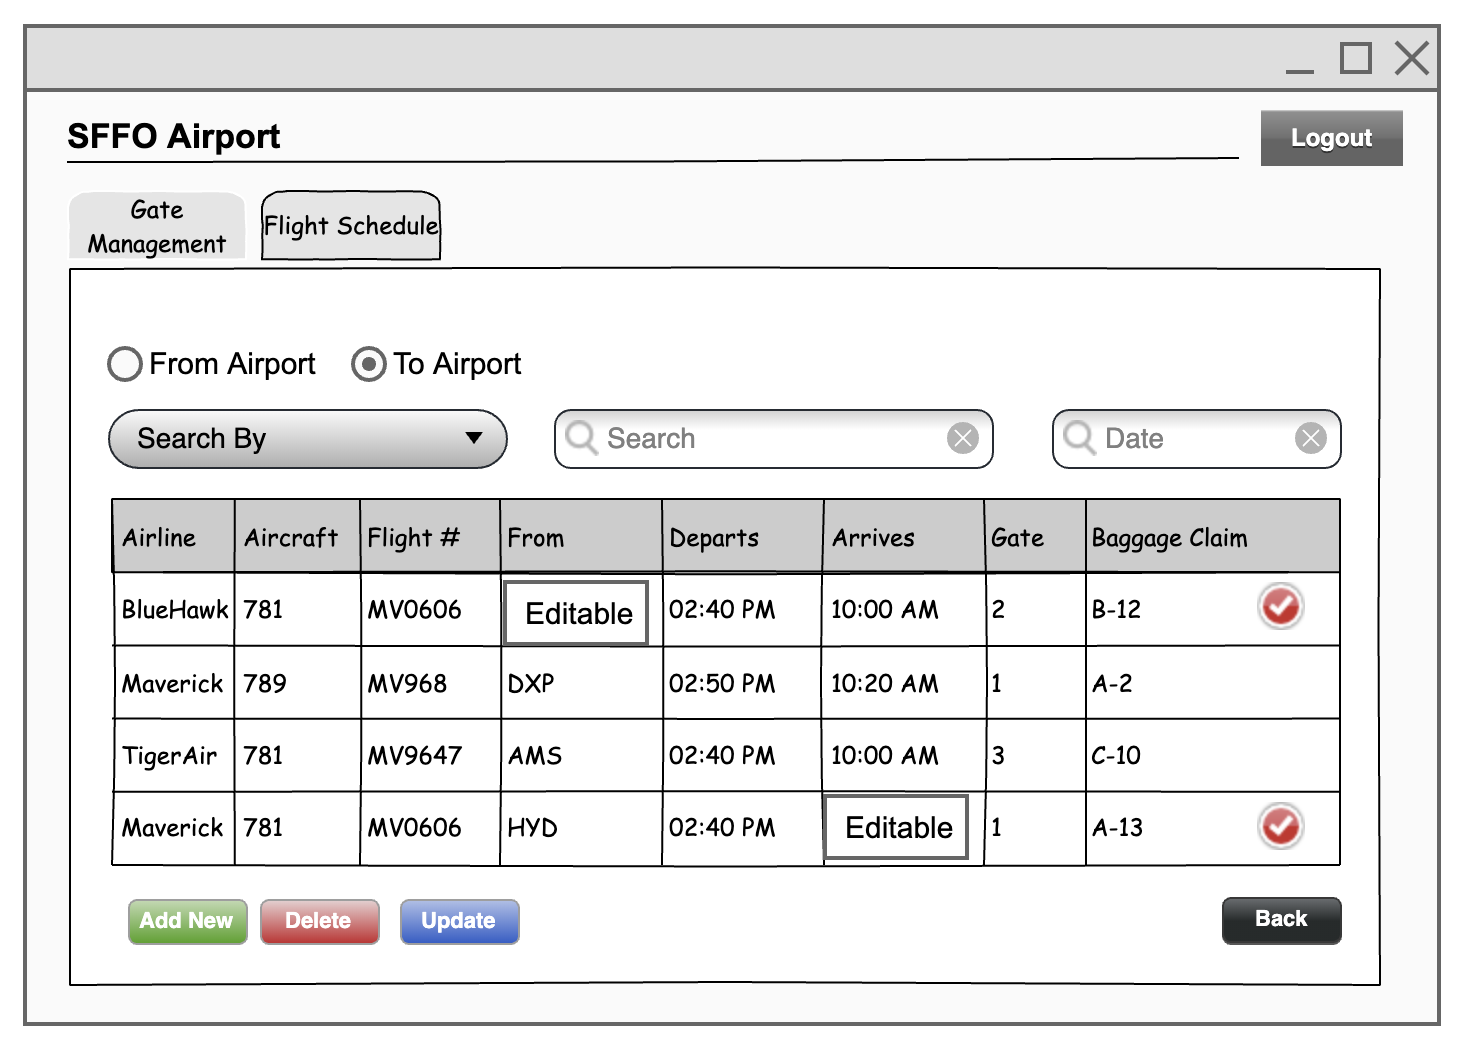 SFFO Airport
Logout
Gate
Management
Flight Schedule
From Airport To Airport
Search By Search Date
Airline Aircraft Flight # From Departs Arrives Gate Baggage Claim
BlueHawk 781 MV0606 Editable 02:40 PM 10:00 AM 2 B-12
Maverick 789 MV968 DXP 02:50 PM 10:20 AM 1 A-2
TigerAir 781 MV9647 AMS 02:40 PM 10:00 AM 3 C-10
Maverick 781 MV0606 HYD 02:40 PM Editable 1 A-13
Add New Delete Update Back